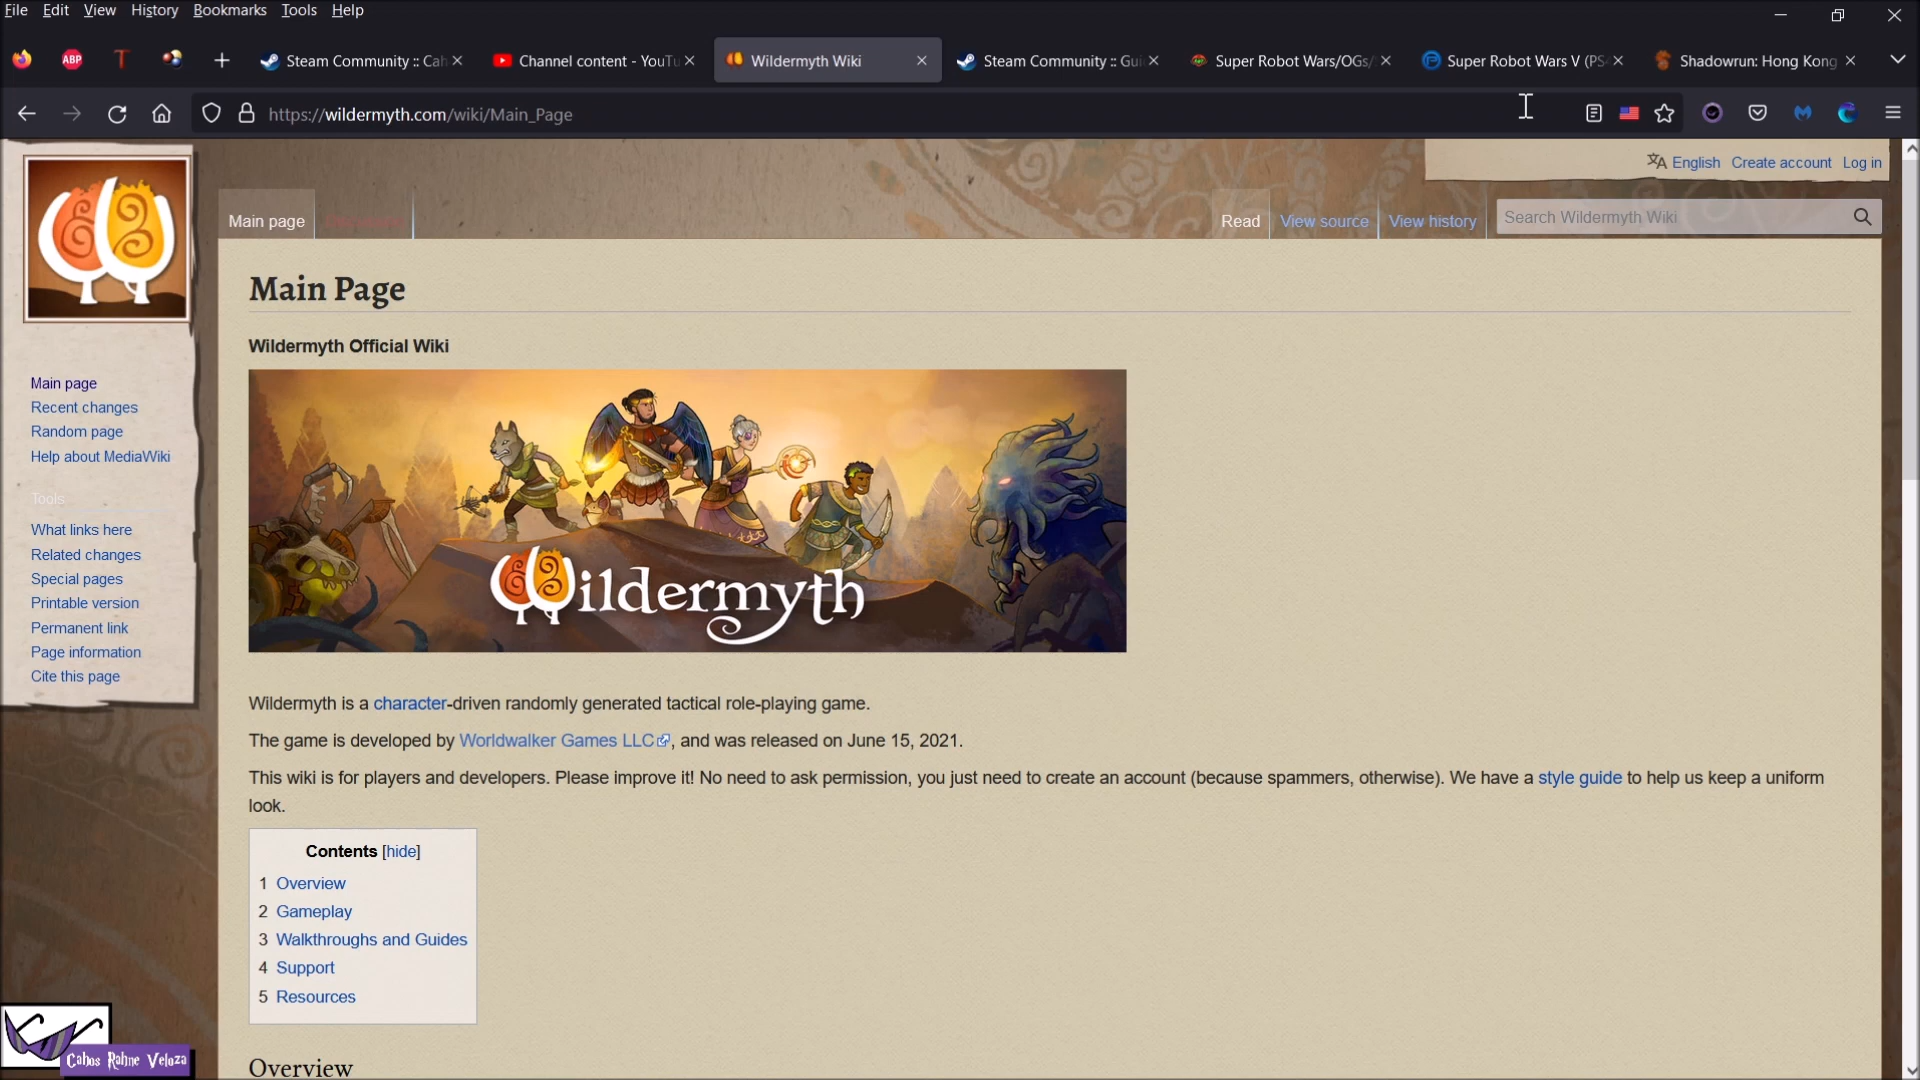 File Edit View History Bookmarks Tools Help
ABP
Steam Community :: Cah
Channel content - YouTu
Wildermyth Wiki
Steam Community :: Gui
Super Robot Wars/OGs/
Super Robot Wars V (PS
Shadowrun: Hong Kong
https://wildermyth.com/wiki/Main_Page
English Create account Log in
Main page
Read View source View history
Search Wildermyth Wiki
Main Page
Wildermyth Official Wiki
Wildermyth
Main page
Recent changes
Random page
Help about MediaWiki
Tools
What links here
Related changes
Special pages
Printable version
Permanent link
Page information
Cite this page
Wildermyth is a character-driven randomly generated tactical role-playing game.
The game is developed by Worldwalker Games LLC, and was released on June 15, 2021.
This wiki is for players and developers. Please improve it! No need to ask permission, you just need to create an account (because spammers, otherwise). We have a style guide to help us keep a uniform
look.
Contents [hide]
1 Overview
2 Gameplay
3 Walkthroughs and Guides
4 Support
5 Resources
Overview
Cahos Rahne Veloza